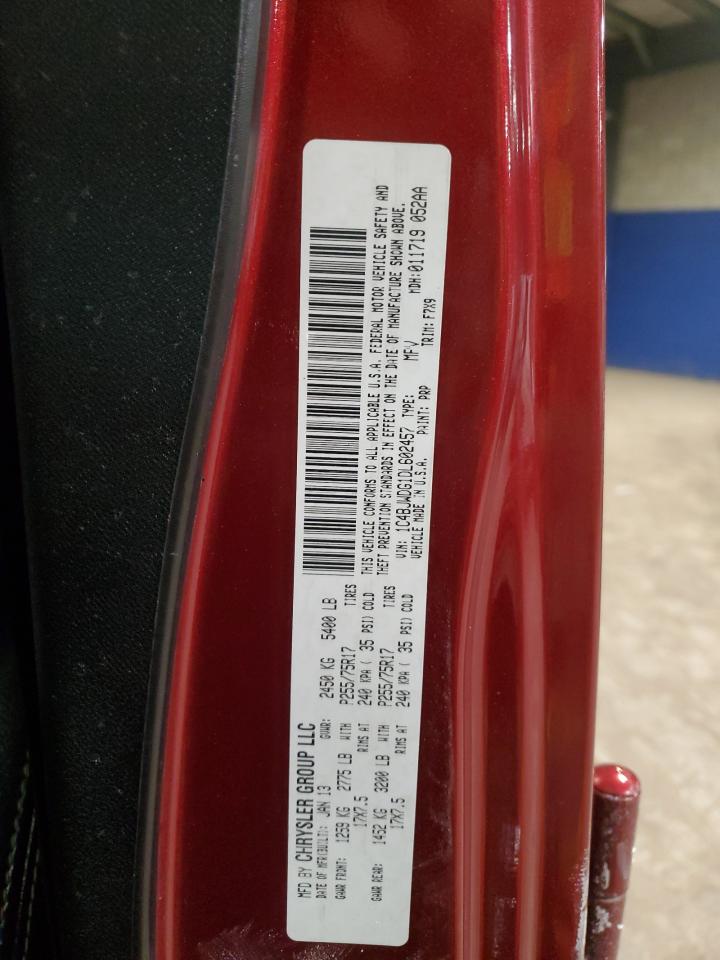 MFD BY CHRYSLER GROUP LLC
DATE OF MFR(BUILT): JAN 13 GVWR: 2450 KG 5400 LB
GAWR FRONT: 1259 KG 2775 LB WITH P255/75R17 TIRES
17X7.5 RIMS AT 240 KPA ( 35 PSI) COLD
GAWR REAR: 1452 KG 3200 LB WITH P255/75R17 TIRES
17X7.5 RIMS AT 240 KPA ( 35 PSI) COLD
THIS VEHICLE CONFORMS TO ALL APPLICABLE U.S.A. FEDERAL MOTOR VEHICLE SAFETY AND
THEFT PREVENTION STANDARDS IN EFFECT ON THE DATE OF MANUFACTURE SHOWN ABOVE.
VIN: 1C4BJWDG1DL602457 TYPE: MPV MDH:011719 052AA
VEHICLE MADE IN U.S.A. PAINT: PRP TRIM: F7X9